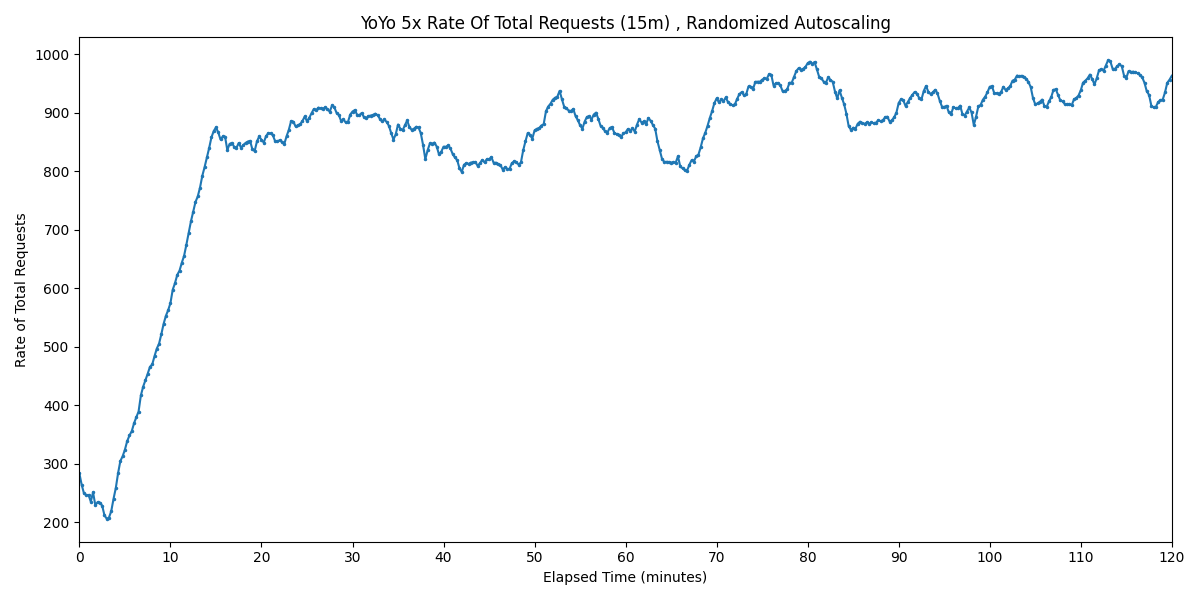 YoYo 5x Rate Of Total Requests (15m) , Randomized Autoscaling
1000
900
800
700
600
500
400
300
200
Rate of Total Requests
0 10 20 30 40 50 60 70 80 90 100 110 120
Elapsed Time (minutes)